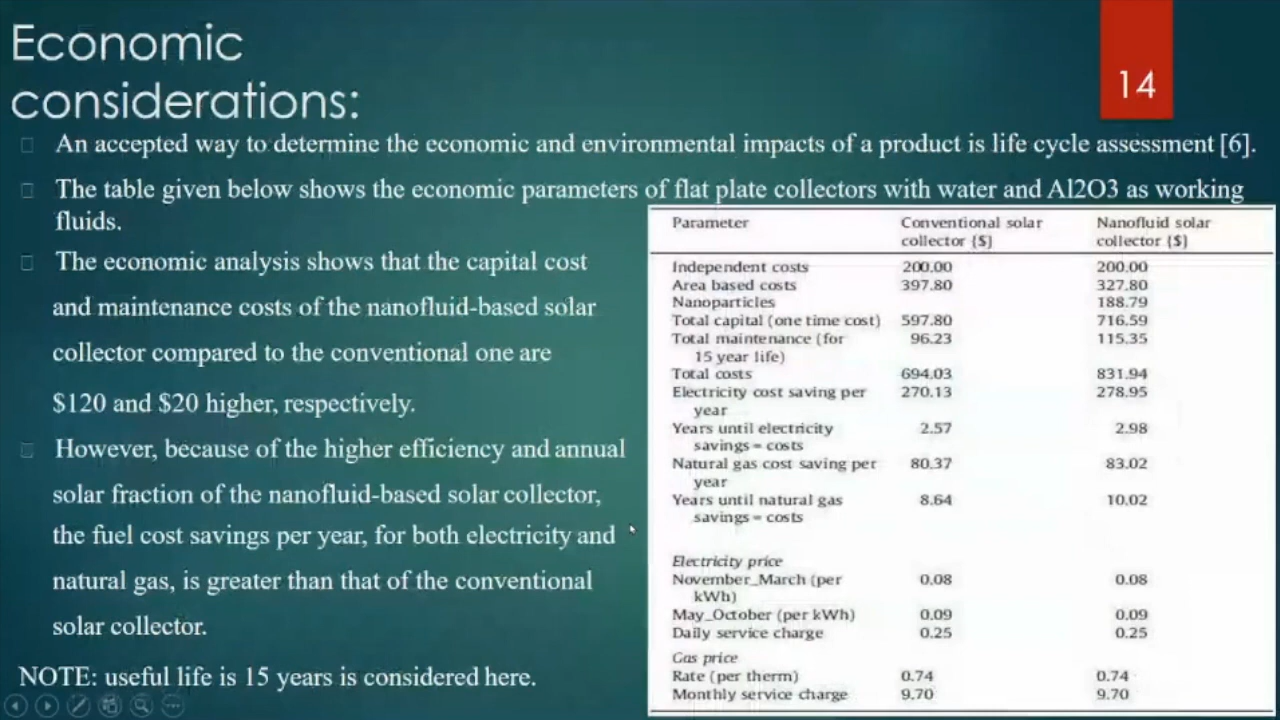 Economic
considerations:
14
An accepted way to determine the economic and environmental impacts of a product is life cycle assessment [6].
The table given below shows the economic parameters of flat plate collectors with water and Al2O3 as working
fluids.
The economic analysis shows that the capital cost
and maintenance costs of the nanofluid-based solar
collector compared to the conventional one are
$120 and $20 higher, respectively.
However, because of the higher efficiency and annual
solar fraction of the nanofluid-based solar collector,
the fuel cost savings per year, for both electricity and
natural gas, is greater than that of the conventional
solar collector.
NOTE: useful life is 15 years is considered here.
Parameter Conventional solar Nanofluid solar
collector ($) collector ($)
Independent costs 200.00 200.00
Area based costs 397.80 327.80
Nanoparticles 188.79
Total capital (one time cost) 597.80 716.59
Total maintenance (for 96.23 115.35
15 year life)
Total costs 694.03 831.94
Electricity cost saving per 270.13 278.95
year
Years until electricity 2.57 2.98
savings = costs
Natural gas cost saving per 80.37 83.02
year
Years until natural gas 8.64 10.02
savings = costs
Electricity price
November_March (per 0.08 0.08
kWh)
May_October (per kWh) 0.09 0.09
Daily service charge 0.25 0.25
Gas price
Rate (per therm) 0.74 0.74
Monthly service charge 9.70 9.70